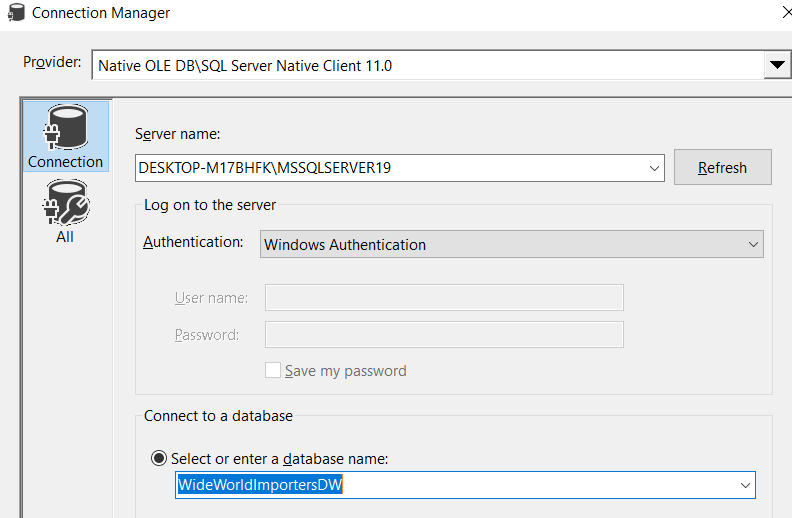 Connection Manager
Provider: Native OLE DB\SQL Server Native Client 11.0
Connection
All
Server name:
DESKTOP-M17BHFK\MSSQLSERVER19
Refresh
Log on to the server
Authentication: Windows Authentication
User name:
Password:
Save my password
Connect to a database
Select or enter a database name:
WideWorldImportersDW